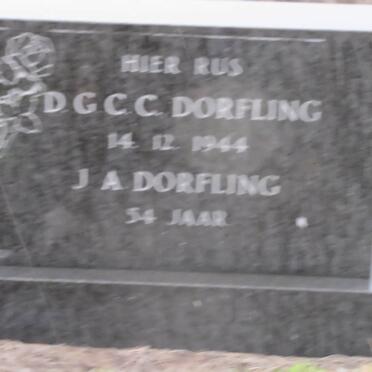 HIER RUS
D G C. C. DORFLING
14. 12. 1944
J A DORFLING
54 JAAR